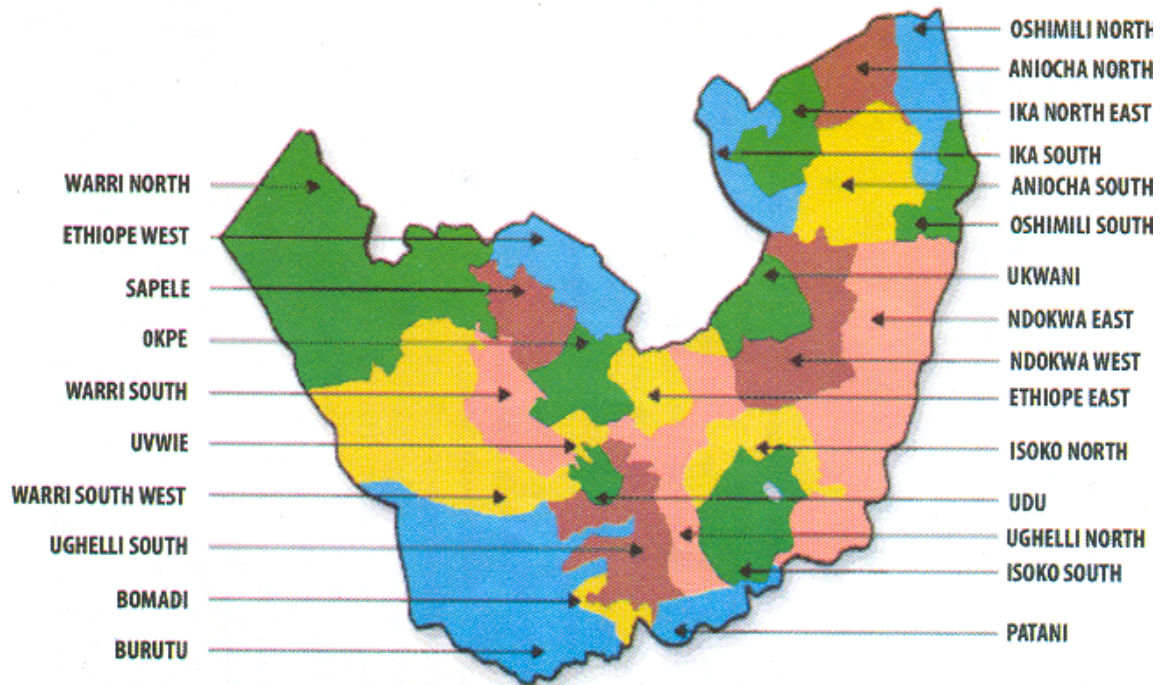 WARRI NORTH
ETHIOPE WEST
SAPELE
0KPE
WARRI SOUTH
UVWIE
WARRI SOUTH WEST
UGHELLI SOUTH
BOMADI
BURUTU
OSHIMILI NORTH
ANIOCHA NORTH
IKA NORTH EAST
IKA SOUTH
ANIOCHA SOUTH
OSHIMILI SOUTH
UKWANI
NDOKWA EAST
NDOKWA WEST
ETHIOPE EAST
ISOKO NORTH
UDU
UGHELLI NORTH
ISOKO SOUTH
PATANI